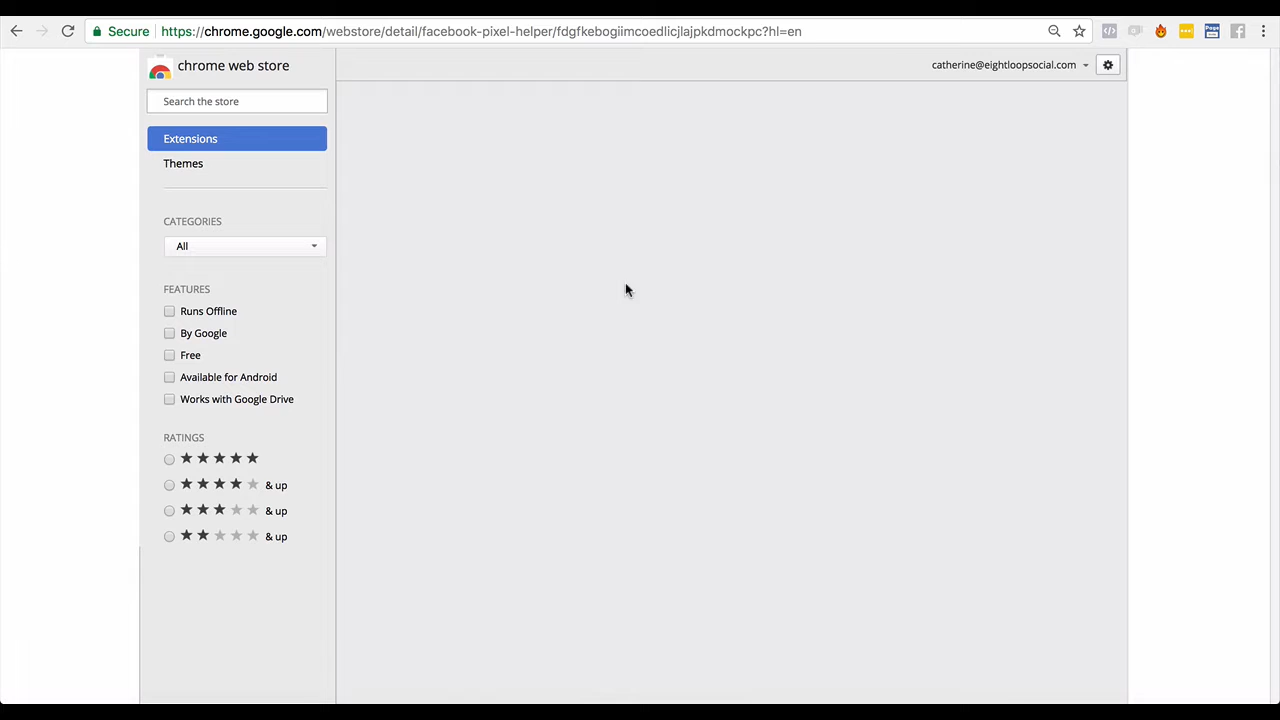 Secure https://chrome.google.com/webstore/detail/facebook-pixel-helper/fdgfkebogiimcoedlicjlajpkdmockpc?hl=en
chrome web store
catherine@eightloopsocial.com
Search the store
Extensions
Themes
CATEGORIES
All
FEATURES
Runs Offline
By Google
Free
Available for Android
Works with Google Drive
RATINGS
& up
& up
& up